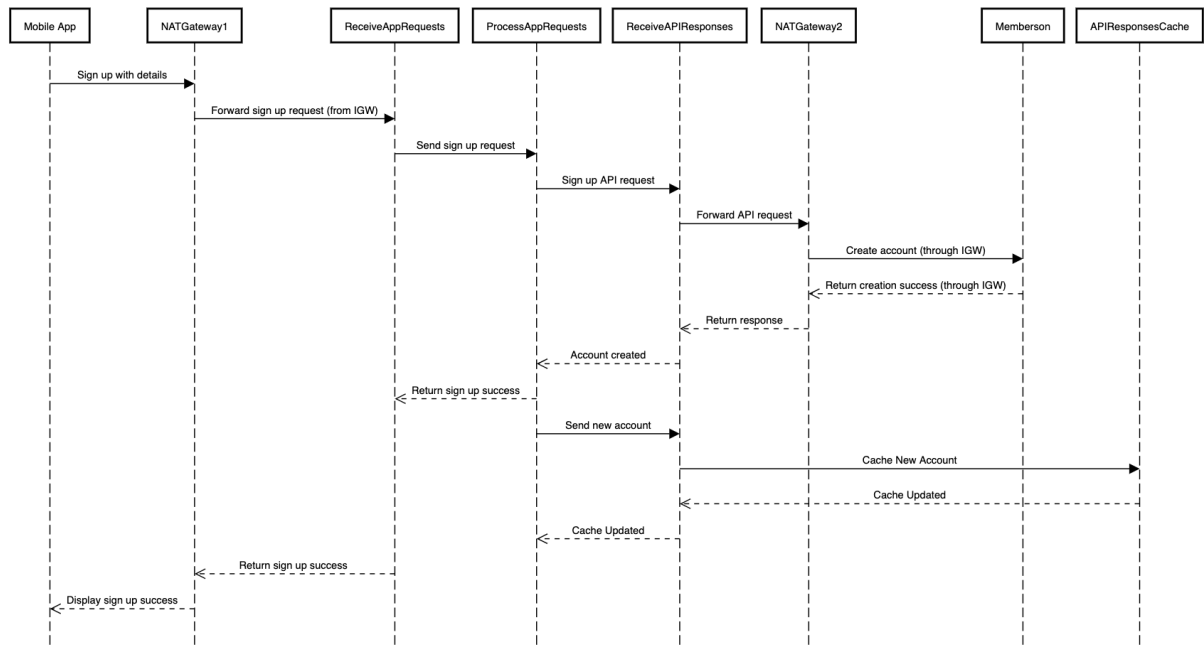 Mobile App
NATGateway1
ReceiveAppRequests
ProcessAppRequests
ReceiveAPIResponses
NATGateway2
Memberson
APIResponsesCache
Sign up with details
Forward sign up request (from IGW)
Send sign up request
Sign up API request
Forward API request
Create account (through IGW)
Return creation success (through IGW)
Return response
Account created
Return sign up success
Send new account
Cache New Account
Cache Updated
Cache Updated
Return sign up success
Display sign up success